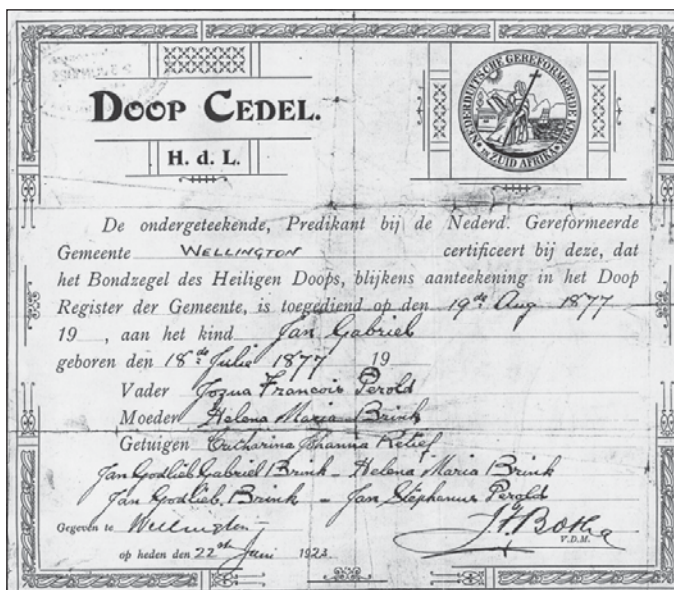 DOOP CEDEL.
H. d. L.
NEDERDUITSCHE GEREFORMEERDE KERK
IN ZUID AFRIKA
De ondergeteekende, Predikant bij de Nederd. Gereformeerde
Gemeente WELLINGTON certificeert bij deze, dat
het Bondzegel des Heiligen Doops, blijkens aanteekening in het Doop
Register der Gemeente, is toegediend op den 19de Aug 1877
19 , aan het kind Jan Gabriel
geboren den 18de Julie 1877 19
Vader Jozua Francois Perold
Moeder Helena Maria Brink
Getuigen Catharina Johanna Retief
Jan Godlieb Gabriel Brink - Helena Maria Brink
Jan Godlieb. Brink - Jan Stephanus Perold
Gegeven te Wellington
op heden den 22st Juni 1924
Botha
V.D.M.